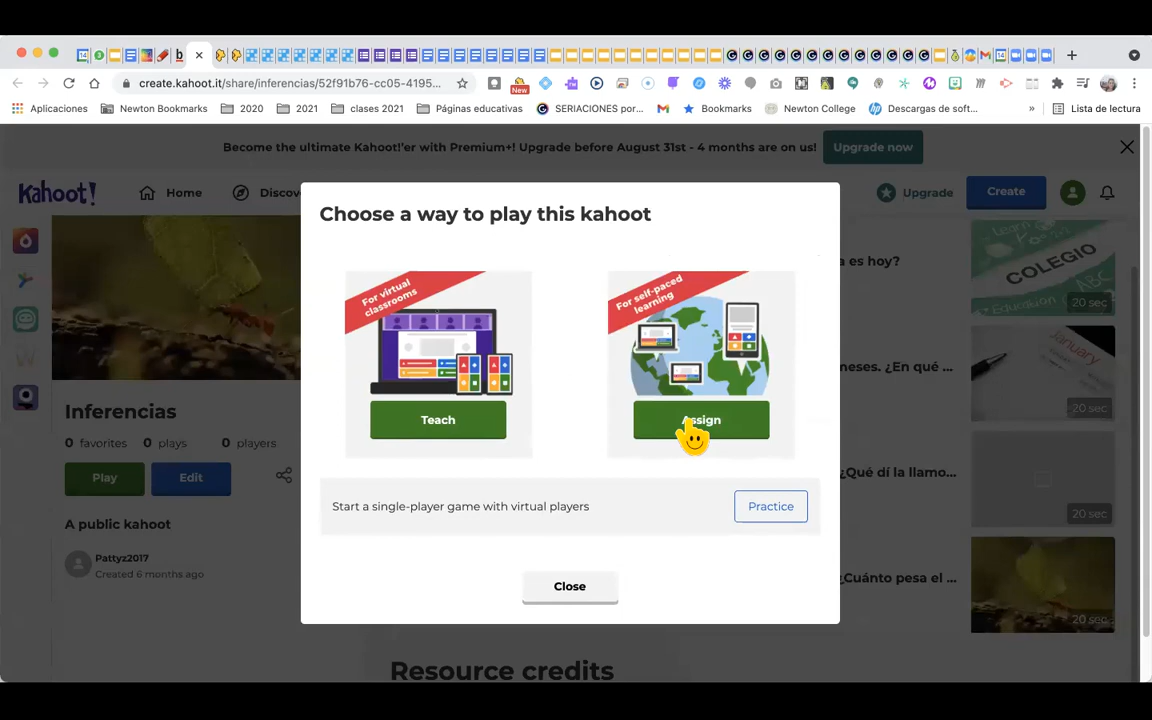 create.kahoot.it/share/inferencias/52f91b76-cc05-4195...
New
Aplicaciones
Newton Bookmarks
2020
2021
clases 2021
Páginas educativas
SERIACIONES por...
Bookmarks
Newton College
Descargas de soft...
»
Lista de lectura
Become the ultimate Kahoot!'er with Premium+! Upgrade before August 31st - 4 months are on us!
Upgrade now
Kahoot!
Home
Discov
Upgrade
Create
Choose a way to play this kahoot
For virtual
classrooms
Teach
For self-paced
learning
Assign
Start a single-player game with virtual players
Practice
Close
Inferencias
0 favorites
0 plays
0 players
Play
Edit
A public kahoot
Pattyz2017
Created 6 months ago
a es hoy?
COLEGIO
20 sec
meses. ¿En qué ...
January
20 sec
¿Qué dí la llamo...
20 sec
¿Cuánto pesa el ...
20 sec
Resource credits